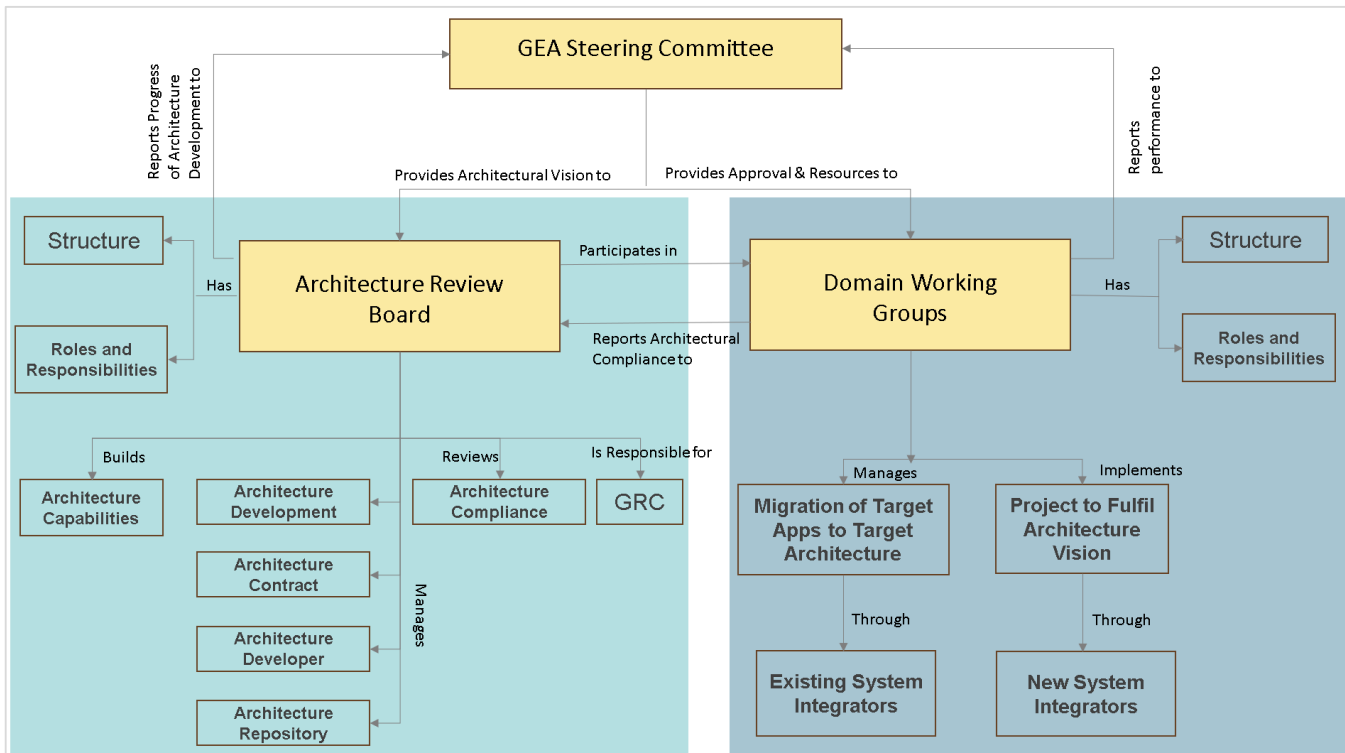 GEA Steering Committee
Reports Progress
of Architecture
Development to
Reports
performance to
Provides Architectural Vision to
Provides Approval & Resources to
Structure
Has
Roles and
Responsibilities
Architecture Review
Board
Participates in
Reports Architectural
Compliance to
Domain Working
Groups
Has
Structure
Roles and
Responsibilities
Builds
Reviews
Is Responsible for
Architecture
Capabilities
Architecture
Development
Architecture
Compliance
GRC
Architecture
Contract
Manages
Architecture
Developer
Architecture
Repository
Manages
Implements
Migration of Target
Apps to Target
Architecture
Project to Fulfil
Architecture
Vision
Through
Through
Existing System
Integrators
New System
Integrators